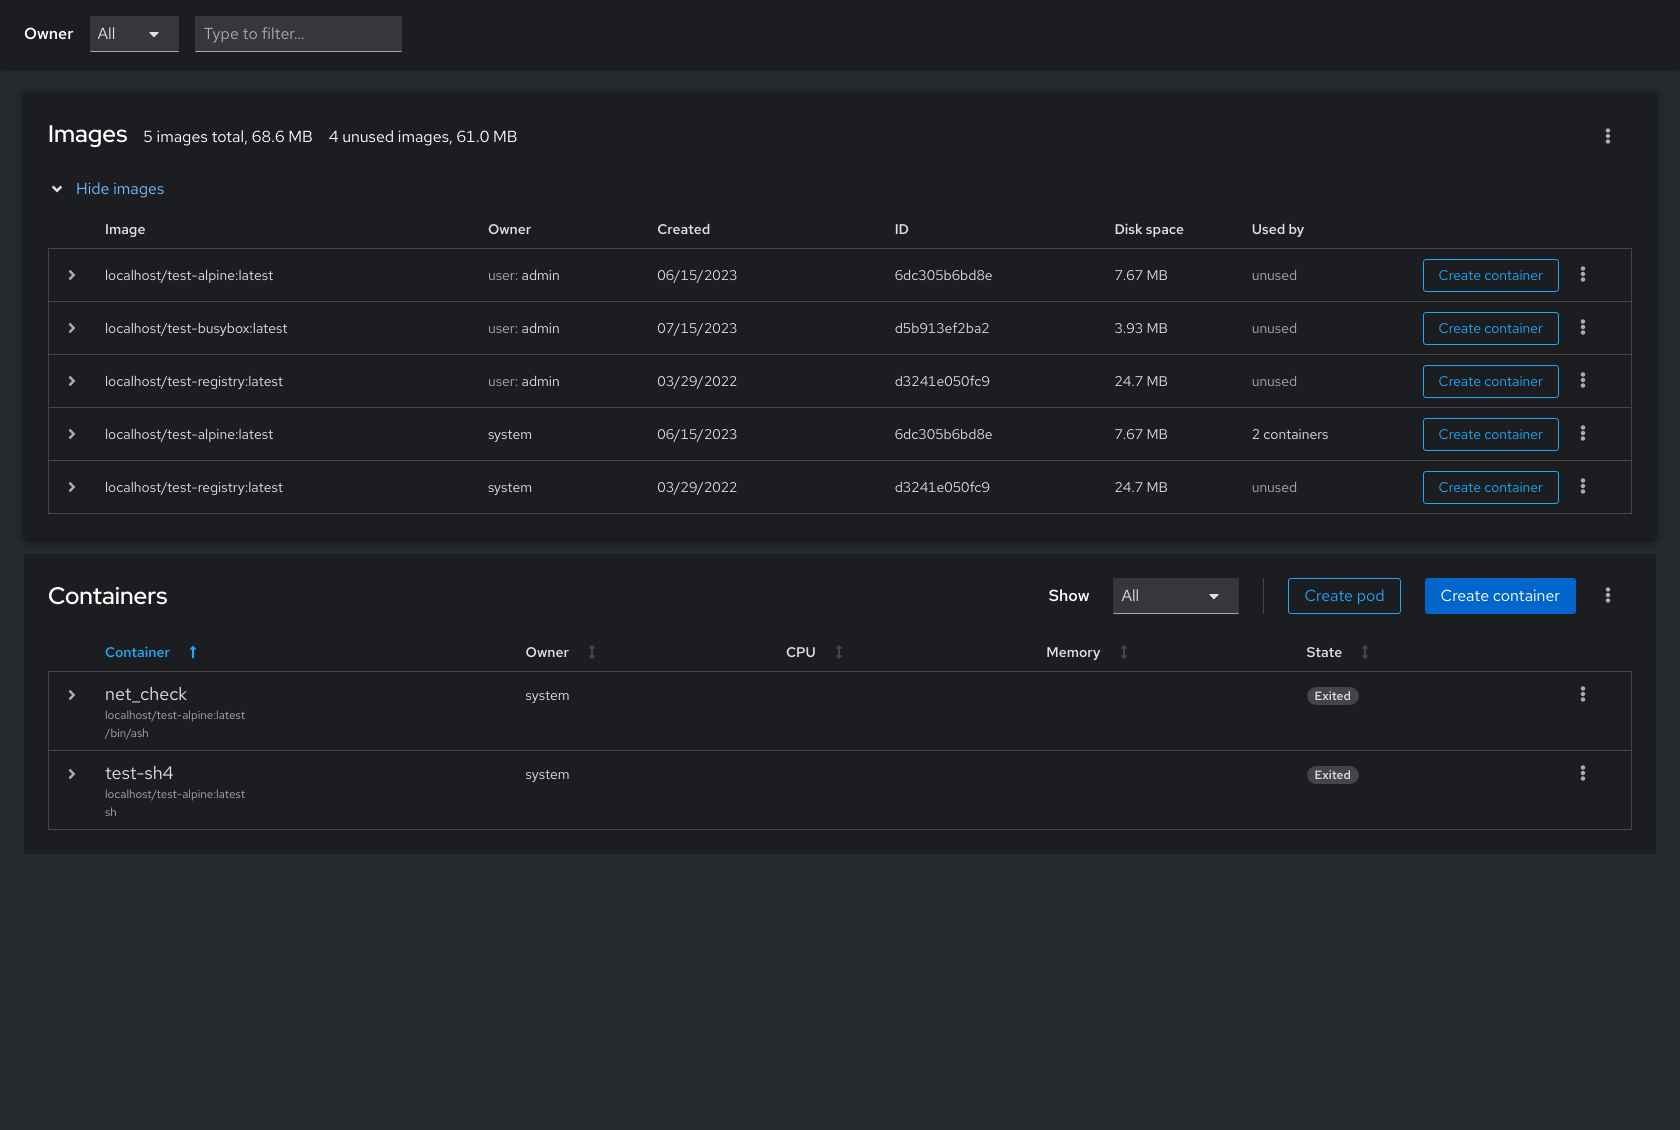 Owner All Type to filter...
Images 5 images total, 68.6 MB 4 unused images, 61.0 MB
Hide images
Image Owner Created ID Disk space Used by
localhost/test-alpine:latest user: admin 06/15/2023 6dc305b6bd8e 7.67 MB unused Create container
localhost/test-busybox:latest user: admin 07/15/2023 d5b913ef2ba2 3.93 MB unused Create container
localhost/test-registry:latest user: admin 03/29/2022 d3241e050fc9 24.7 MB unused Create container
localhost/test-alpine:latest system 06/15/2023 6dc305b6bd8e 7.67 MB 2 containers Create container
localhost/test-registry:latest system 03/29/2022 d3241e050fc9 24.7 MB unused Create container
Containers Show All Create pod Create container
Container Owner CPU Memory State
net_check system Exited
localhost/test-alpine:latest
/bin/ash
test-sh4 system Exited
localhost/test-alpine:latest
sh